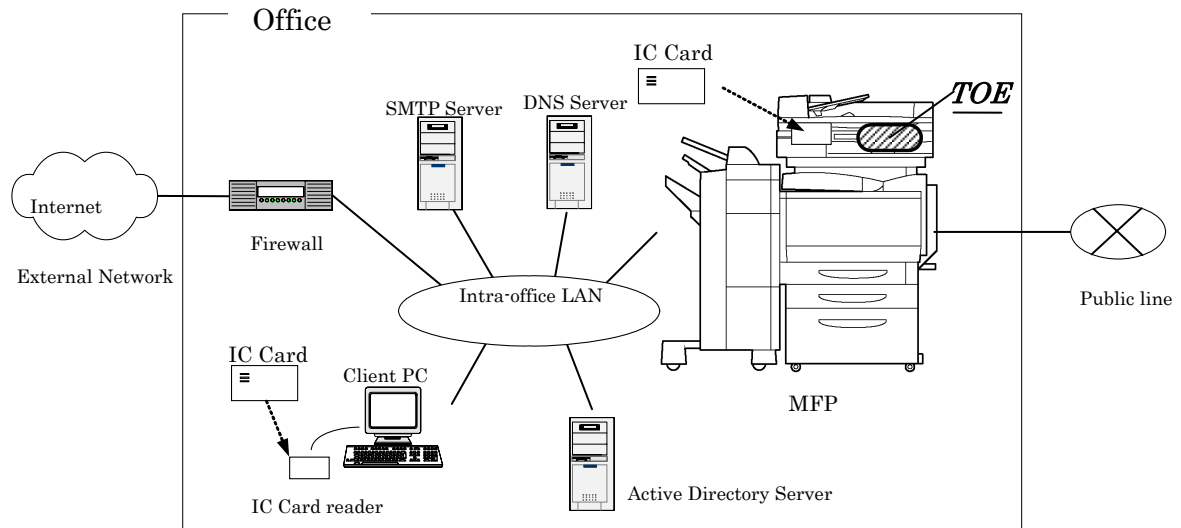 Office
IC Card
TOE
SMTP Server
DNS Server
Internet
Firewall
External Network
Intra-office LAN
Public line
IC Card
Client PC
MFP
IC Card reader
Active Directory Server